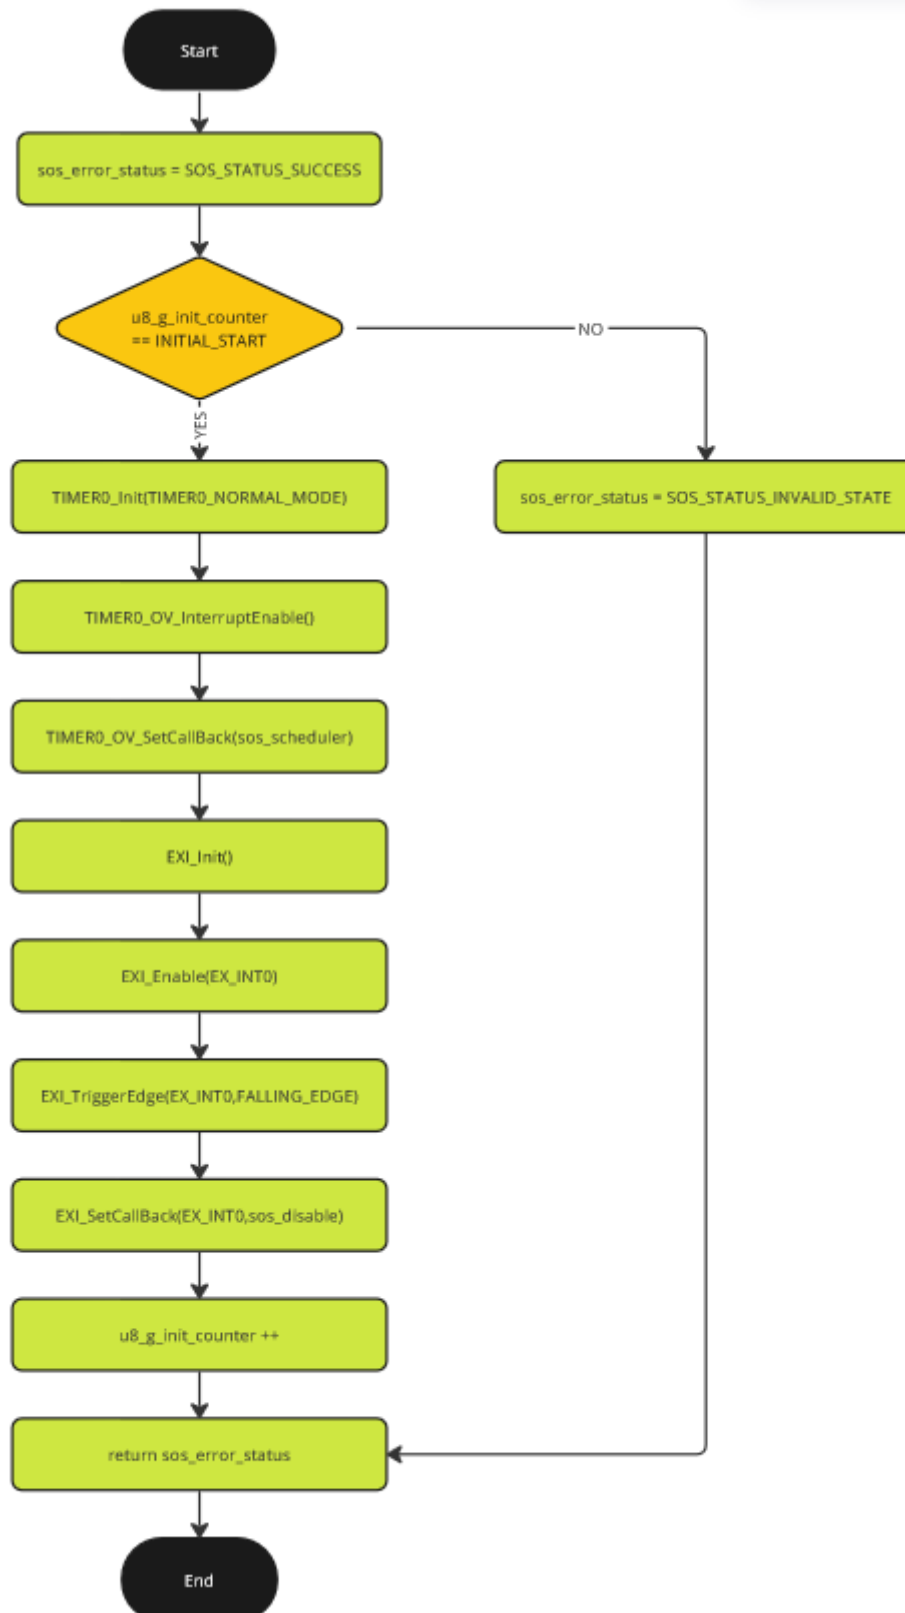 Start
sos_error_status = SOS_STATUS_SUCCESS
u8_g_init_counter
== INITIAL_START
NO
YES
TIMER0_Init(TIMER0_NORMAL_MODE)
sos_error_status = SOS_STATUS_INVALID_STATE
TIMER0_OV_InterruptEnable()
TIMER0_OV_SetCallBack(sos_scheduler)
EXI_Init()
EXI_Enable(EX_INT0)
EXI_TriggerEdge(EX_INT0,FALLING_EDGE)
EXI_SetCallBack(EX_INT0,sos_disable)
u8_g_init_counter ++
return sos_error_status
End